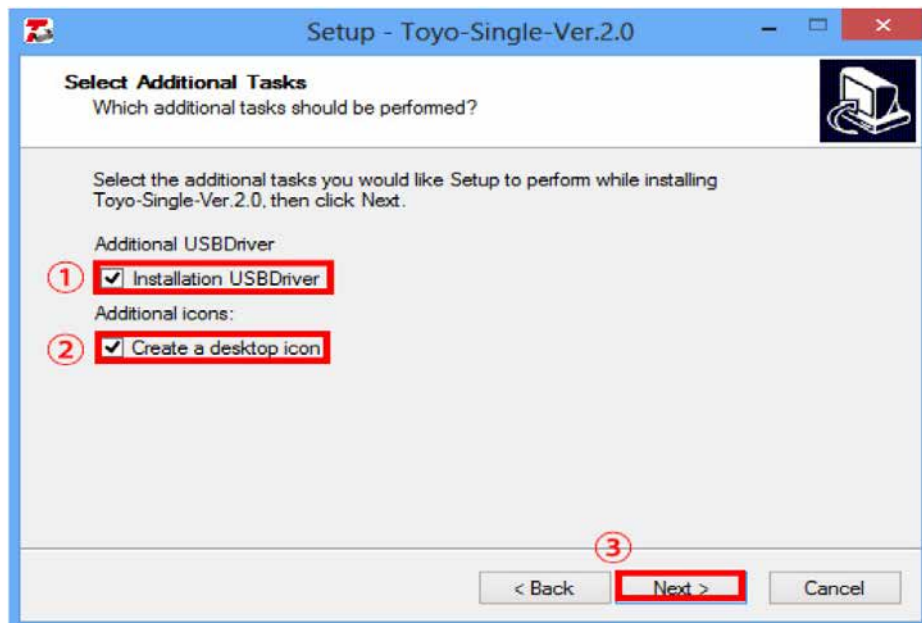 Setup - Toyo-Single-Ver.2.0
Select Additional Tasks
Which additional tasks should be performed?
Select the additional tasks you would like Setup to perform while installing
Toyo-Single-Ver.2.0, then click Next.
Additional USBDriver
① Installation USBDriver
Additional icons:
② Create a desktop icon
③
< Back Next > Cancel